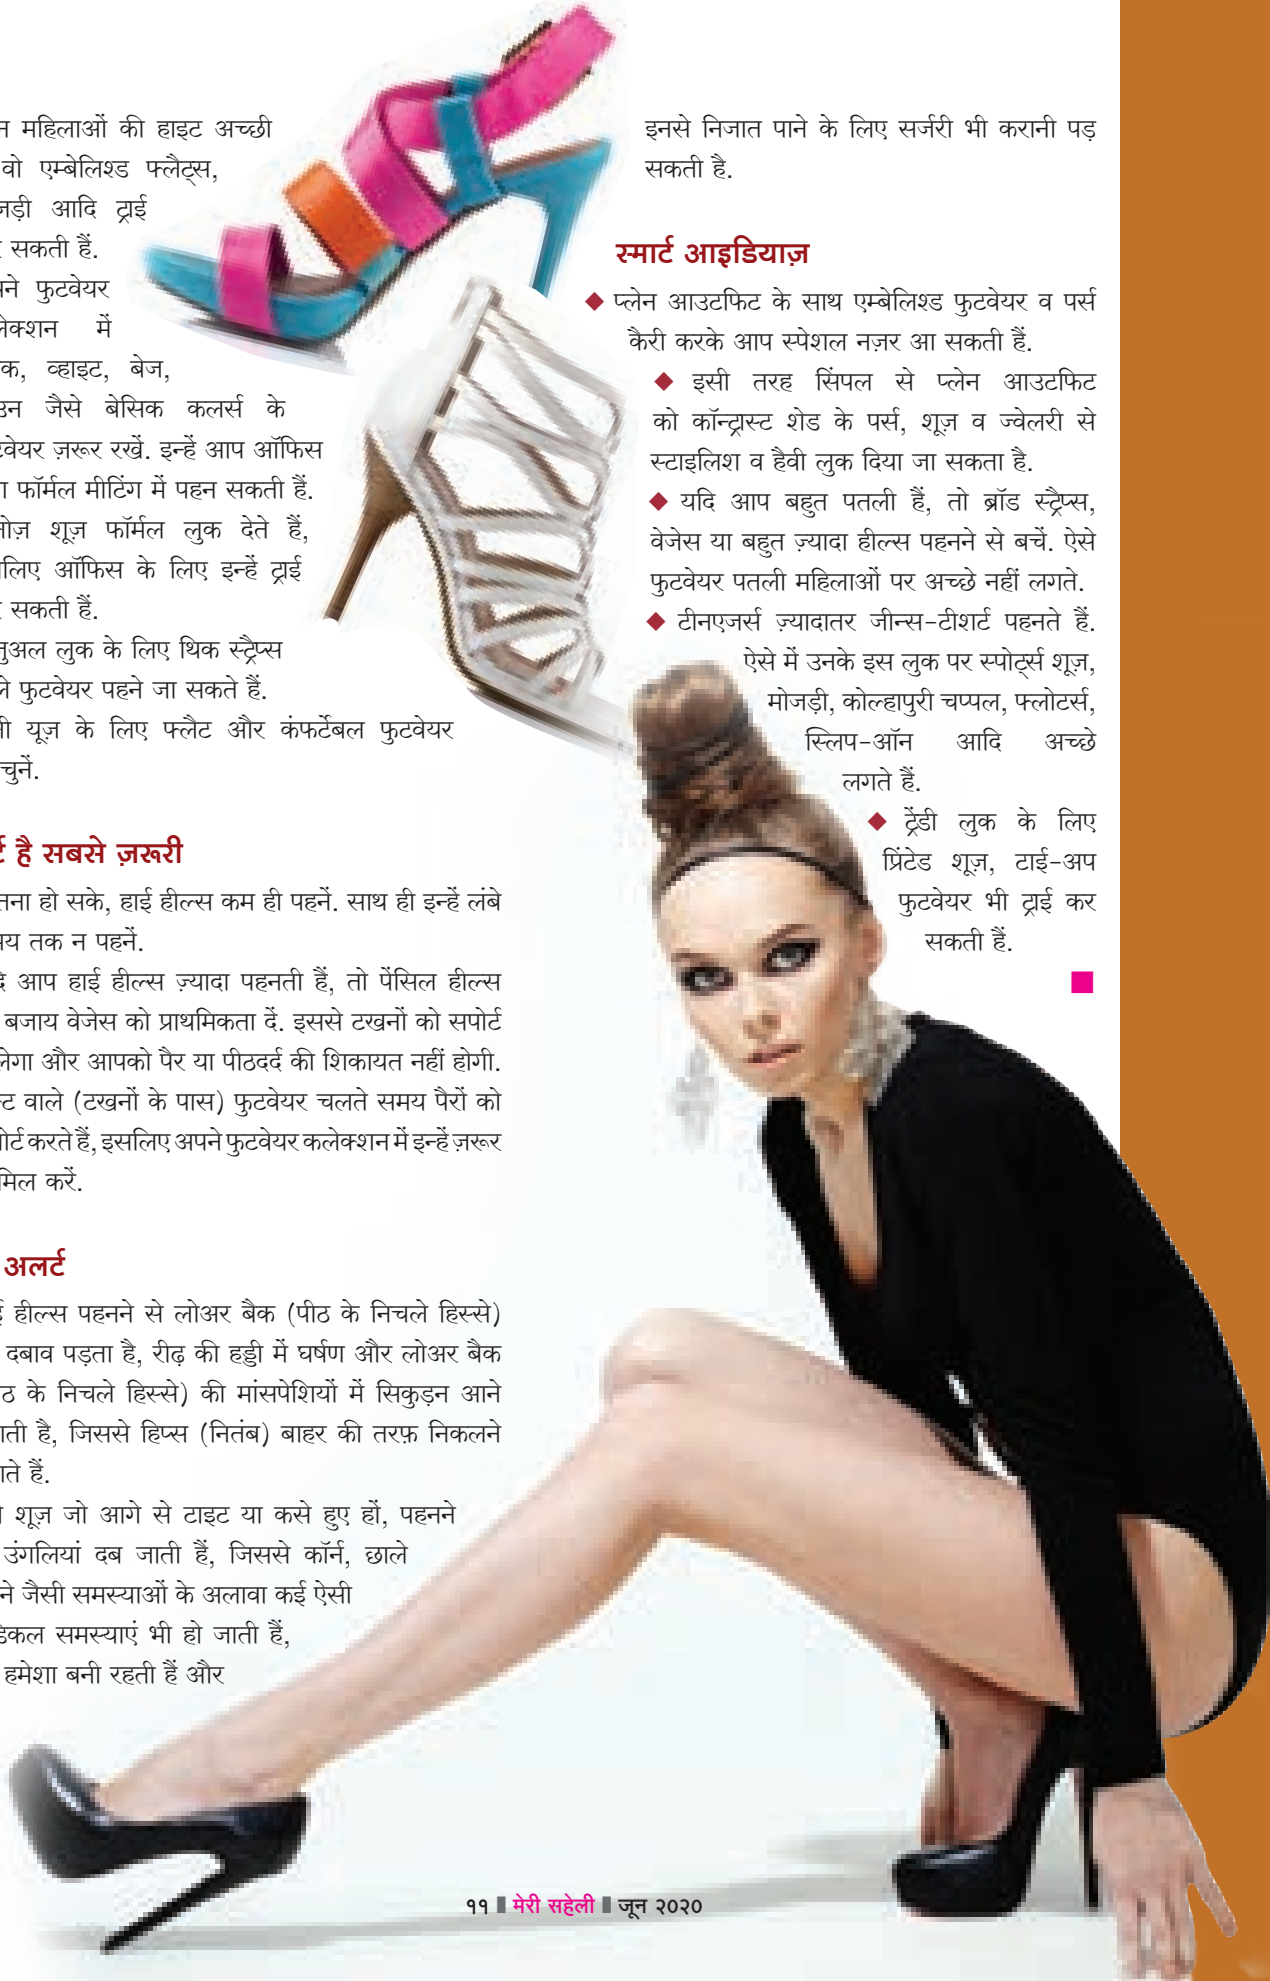 महिलाओं की हाइट अच्छी
वो एम्बेलिश्ड फ्लैट्स,
आदि ट्राई
सकती हैं.
फुटवेयर
में
व्हाइट, बेज,
जैसे बेसिक कलर्स के
ज़रूर रखें. इन्हें आप ऑफिस
फॉर्मल मीटिंग में पहन सकती हैं.
शूज़ फॉर्मल लुक देते हैं,
ऑफिस के लिए इन्हें ट्राई
सकती हैं.
लुक के लिए थिक स्ट्रैप्स
फुटवेयर पहने जा सकते हैं.
यूज़ के लिए फ्लैट और कंफर्टेबल फुटवेयर
चुनें.
है सबसे ज़रूरी
हो सके, हाई हील्स कम ही पहनें. साथ ही इन्हें लंबे
तक न पहनें.
आप हाई हील्स ज़्यादा पहनती हैं, तो पेंसिल हील्स
बजाय वेजेस को प्राथमिकता दें. इससे टखनों को सपोर्ट
और आपको पैर या पीठदर्द की शिकायत नहीं होगी.
वाले (टखनों के पास) फुटवेयर चलते समय पैरों को
करते हैं, इसलिए अपने फुटवेयर कलेक्शन में इन्हें ज़रूर
करें.
अलर्ट
हील्स पहनने से लोअर बैक (पीठ के निचले हिस्से)
दबाव पड़ता है, रीढ़ की हड्डी में घर्षण और लोअर बैक
के निचले हिस्से) की मांसपेशियों में सिकुड़न आने
है, जिससे हिप्स (नितंब) बाहर की तरफ़ निकलने
हैं.
शूज़ जो आगे से टाइट या कसे हुए हों, पहनने
उंगलियां दब जाती हैं, जिससे कॉर्न, छाले
जैसी समस्याओं के अलावा कई ऐसी
समस्याएं भी हो जाती हैं,
हमेशा बनी रहती हैं और
इनसे निजात पाने के लिए सर्जरी भी करानी पड़
सकती है.
स्मार्ट आइडियाज़
◆ प्लेन आउटफिट के साथ एम्बेलिश्ड फुटवेयर व पर्स
कैरी करके आप स्पेशल नज़र आ सकती हैं.
◆ इसी तरह सिंपल से प्लेन आउटफिट
को कॉन्ट्रास्ट शेड के पर्स, शूज़ व ज्वेलरी से
स्टाइलिश व हैवी लुक दिया जा सकता है.
◆ यदि आप बहुत पतली हैं, तो ब्रॉड स्ट्रैप्स,
वेजेस या बहुत ज़्यादा हील्स पहनने से बचें. ऐसे
फुटवेयर पतली महिलाओं पर अच्छे नहीं लगते.
◆ टीनएजर्स ज़्यादातर जीन्स-टीशर्ट पहनते हैं.
ऐसे में उनके इस लुक पर स्पोर्ट्स शूज़,
मोजड़ी, कोल्हापुरी चप्पल, फ्लोटर्स,
स्लिप-ऑन आदि अच्छे
लगते हैं.
◆ ट्रेंडी लुक के लिए
प्रिंटेड शूज़, टाई-अप
फुटवेयर भी ट्राई कर
सकती हैं.
११ ▮ मेरी सहेली ▮ जून २०२०